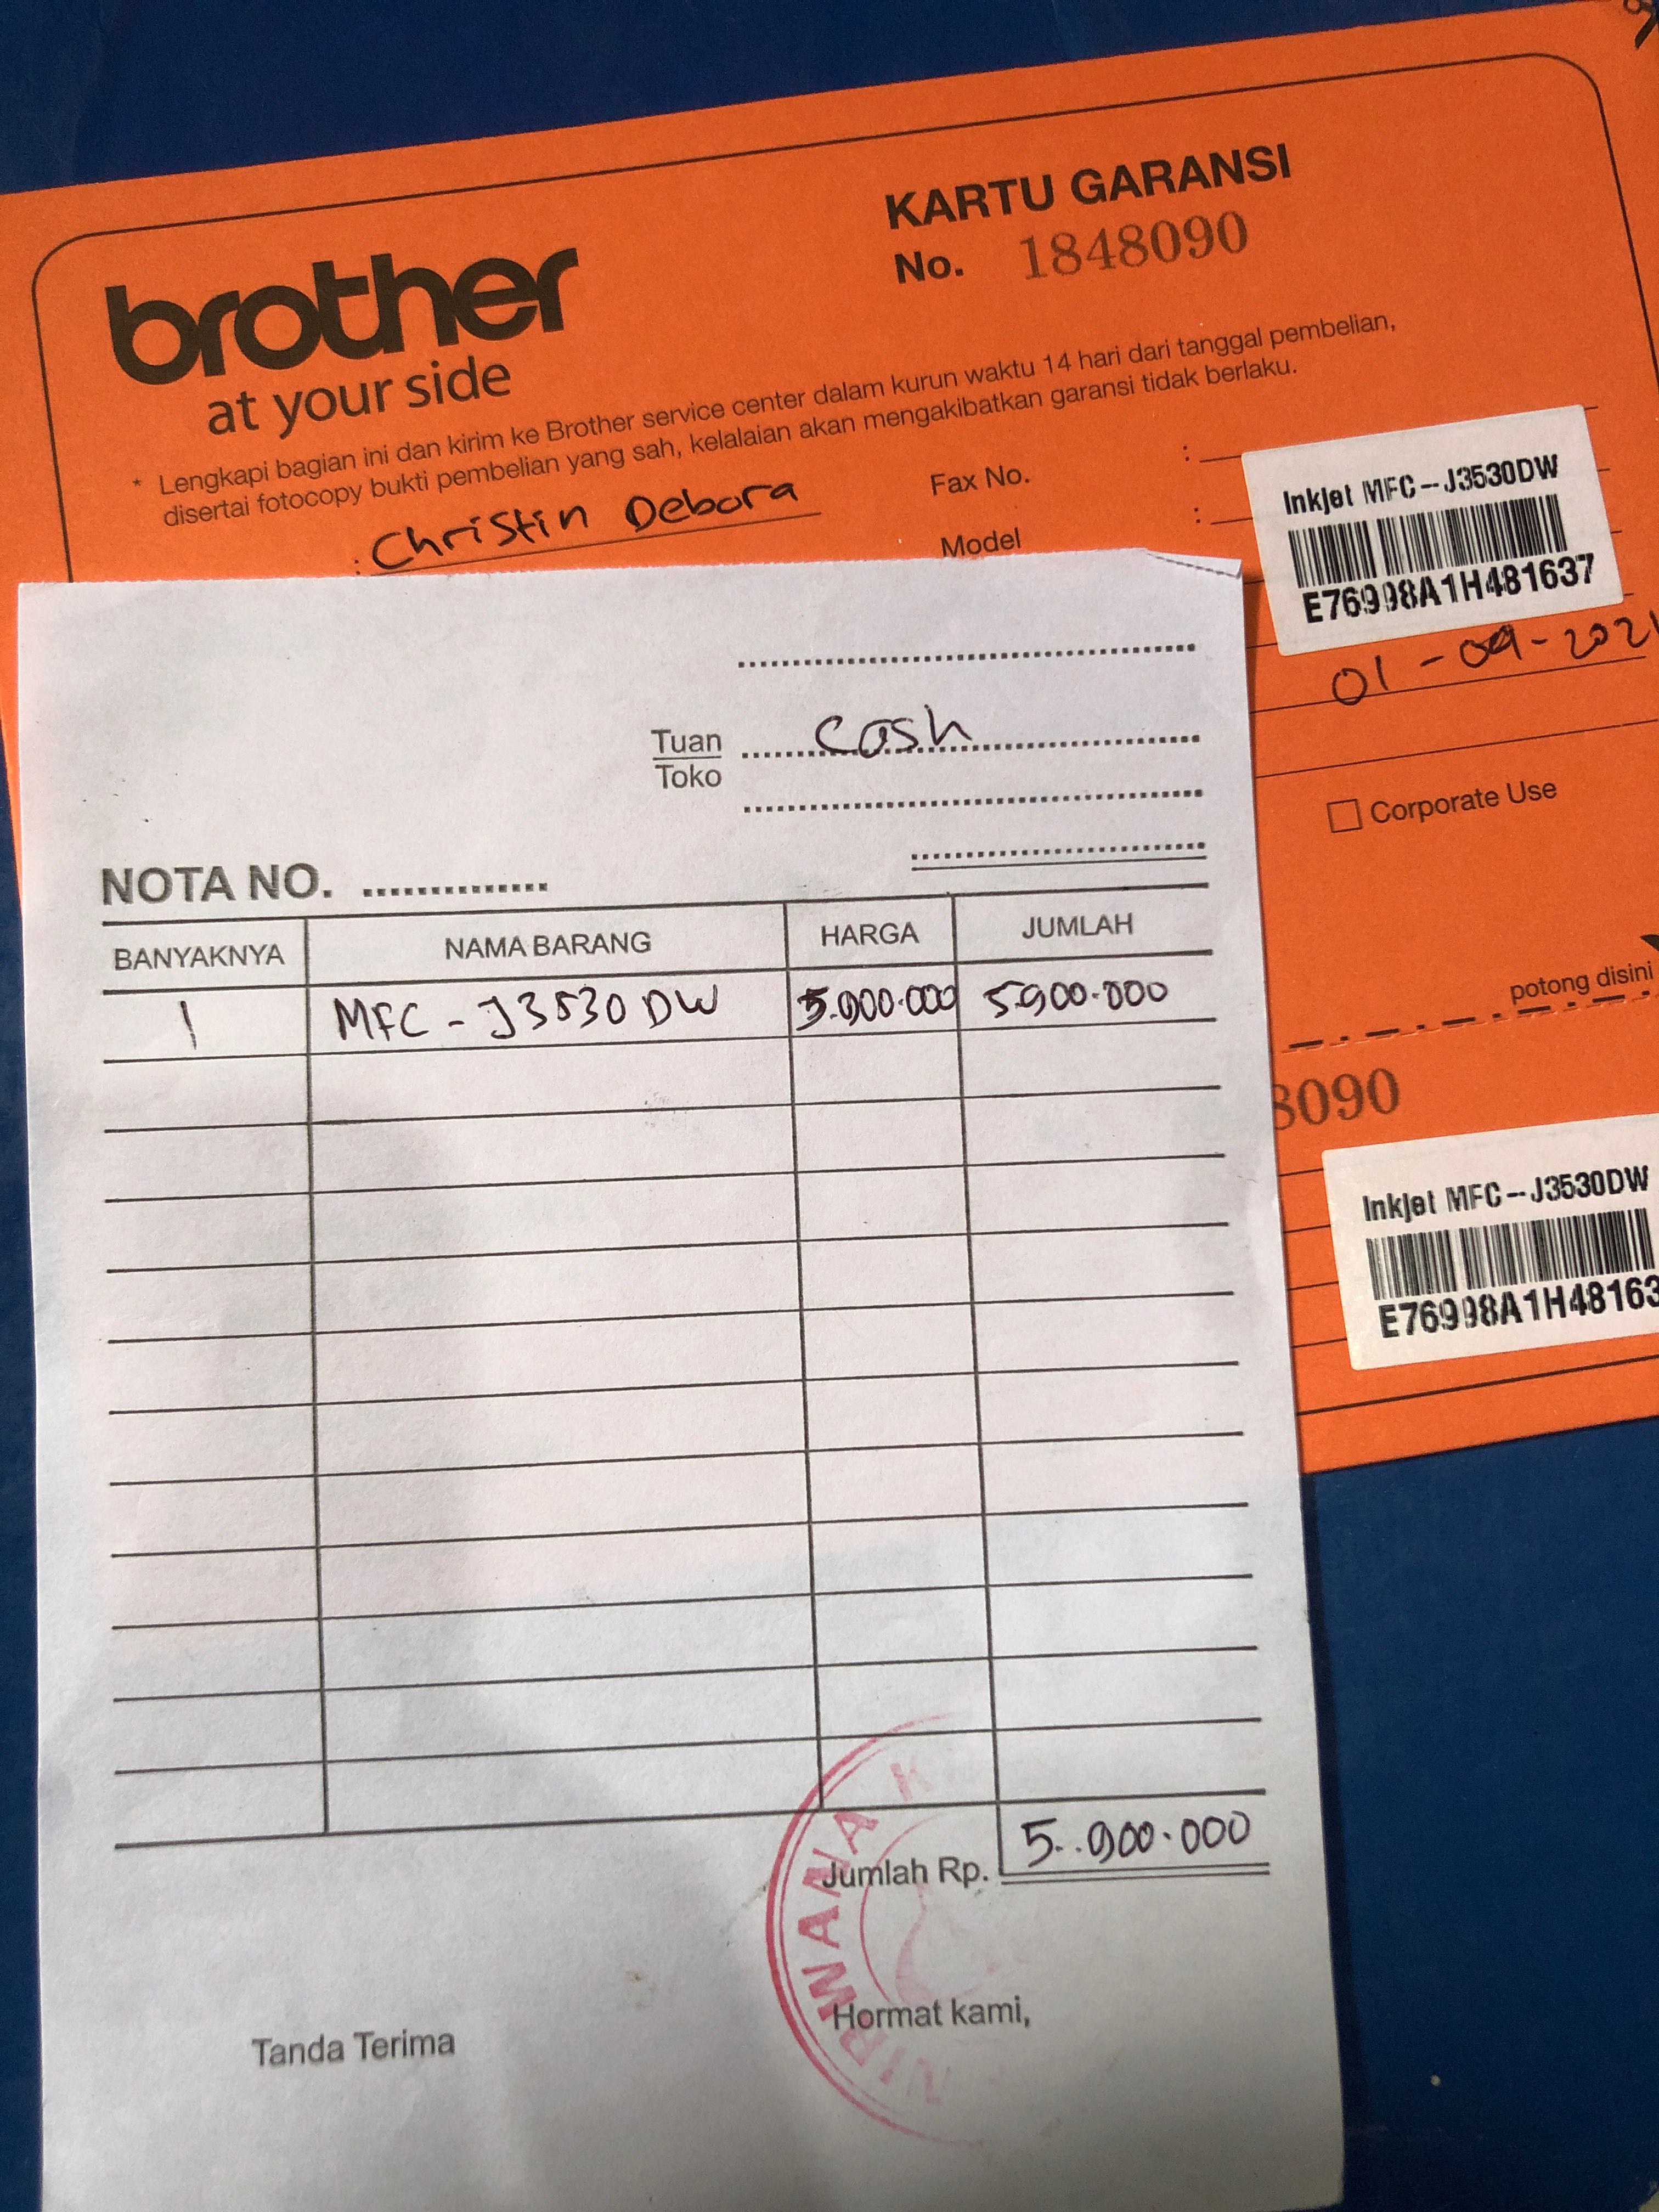 brother
at your side
KARTU GARANSI
No. 1848090
* Lengkapi bagian ini dan kirim ke Brother service center dalam kurun waktu 14 hari dari tanggal pembelian,
disertai fotocopy bukti pembelian yang sah, kelalaian akan mengakibatkan garansi tidak berlaku.
: Christin Debora
Fax No. :
Model :
Inkjet MFC-J3530DW
E76998A1H481637
01-09-2021
Corporate Use
potong disini
8090
Inkjet MFC-J3530DW
E76998A1H48163
Tuan
Toko
Cash
NOTA NO. ..............
BANYAKNYA NAMA BARANG HARGA JUMLAH
1 MFC-J3530DW 5.900.000 5.900.000
Jumlah Rp. 5.900.000
Tanda Terima
Hormat kami,
NIRWANA K